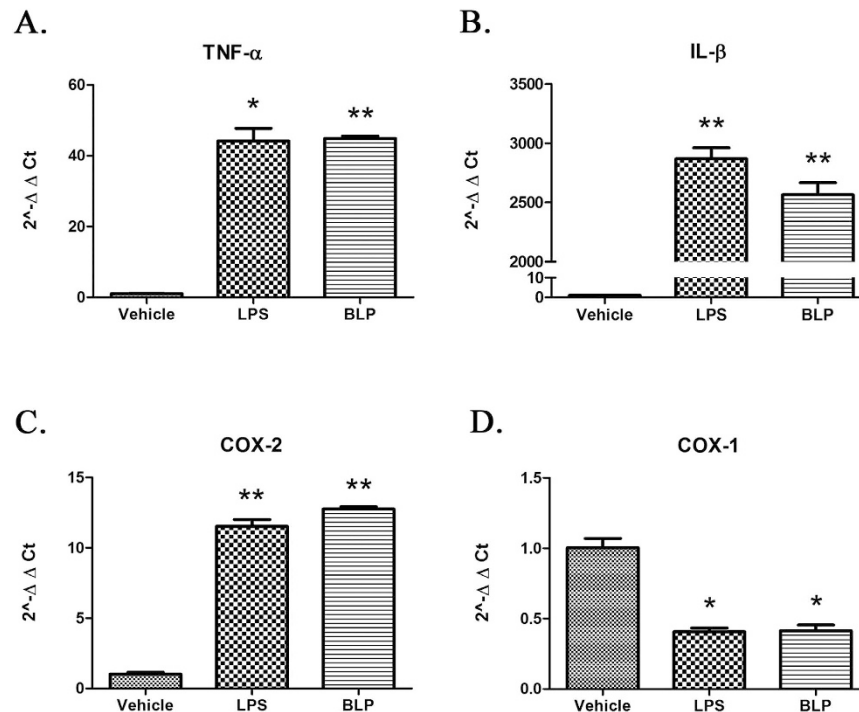 A.
TNF-α
2^-Δ Δ Ct
60
40
20
0
*
**
Vehicle LPS BLP
B.
IL-β
2^-Δ Δ Ct
3500
3000
2500
2000
10
0
**
**
Vehicle LPS BLP
C.
COX-2
2^-Δ Δ Ct
15
10
5
0
**
**
Vehicle LPS BLP
D.
COX-1
2^-Δ Δ Ct
1.5
1.0
0.5
0.0
*
*
Vehicle LPS BLP